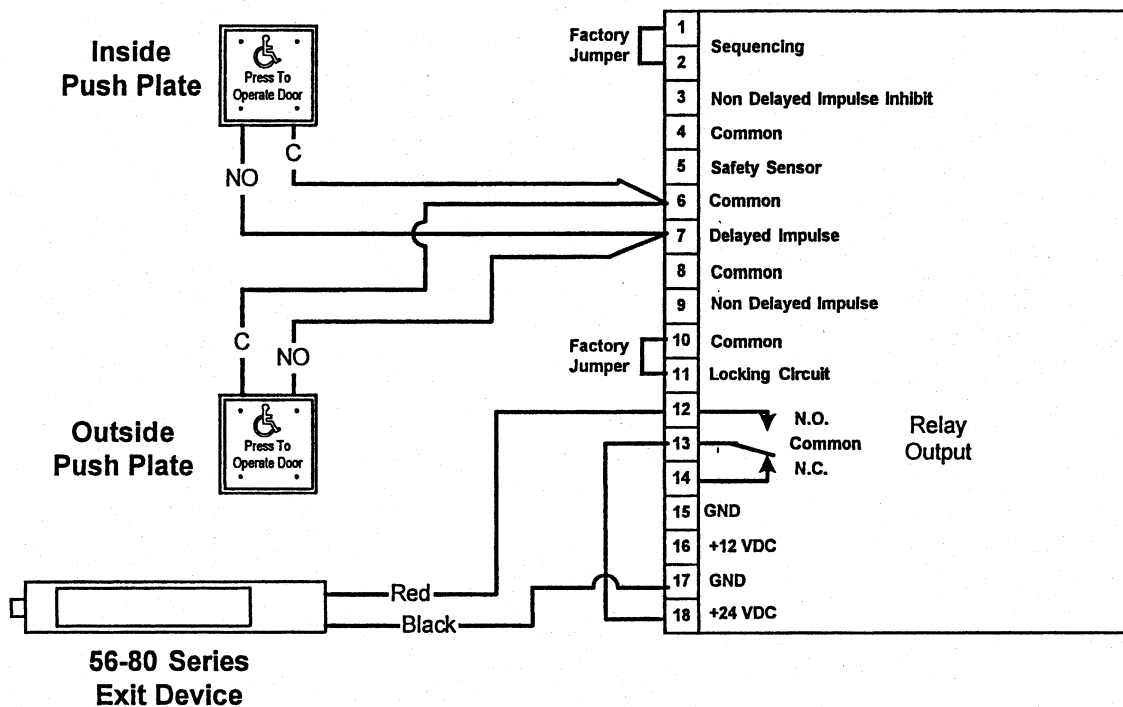 Inside
Push Plate
Press To
Operate Door
C
NO
C
NO
Outside
Push Plate
Press To
Operate Door
Red
Black
56-80 Series
Exit Device
Factory
Jumper
1
2
Sequencing
3 Non Delayed Impulse Inhibit
4 Common
5 Safety Sensor
6 Common
7 Delayed Impulse
8 Common
9 Non Delayed Impulse
Factory
Jumper
10 Common
11 Locking Circuit
12 N.O.
13 Common
14 N.C.
Relay
Output
15 GND
16 +12 VDC
17 GND
18 +24 VDC